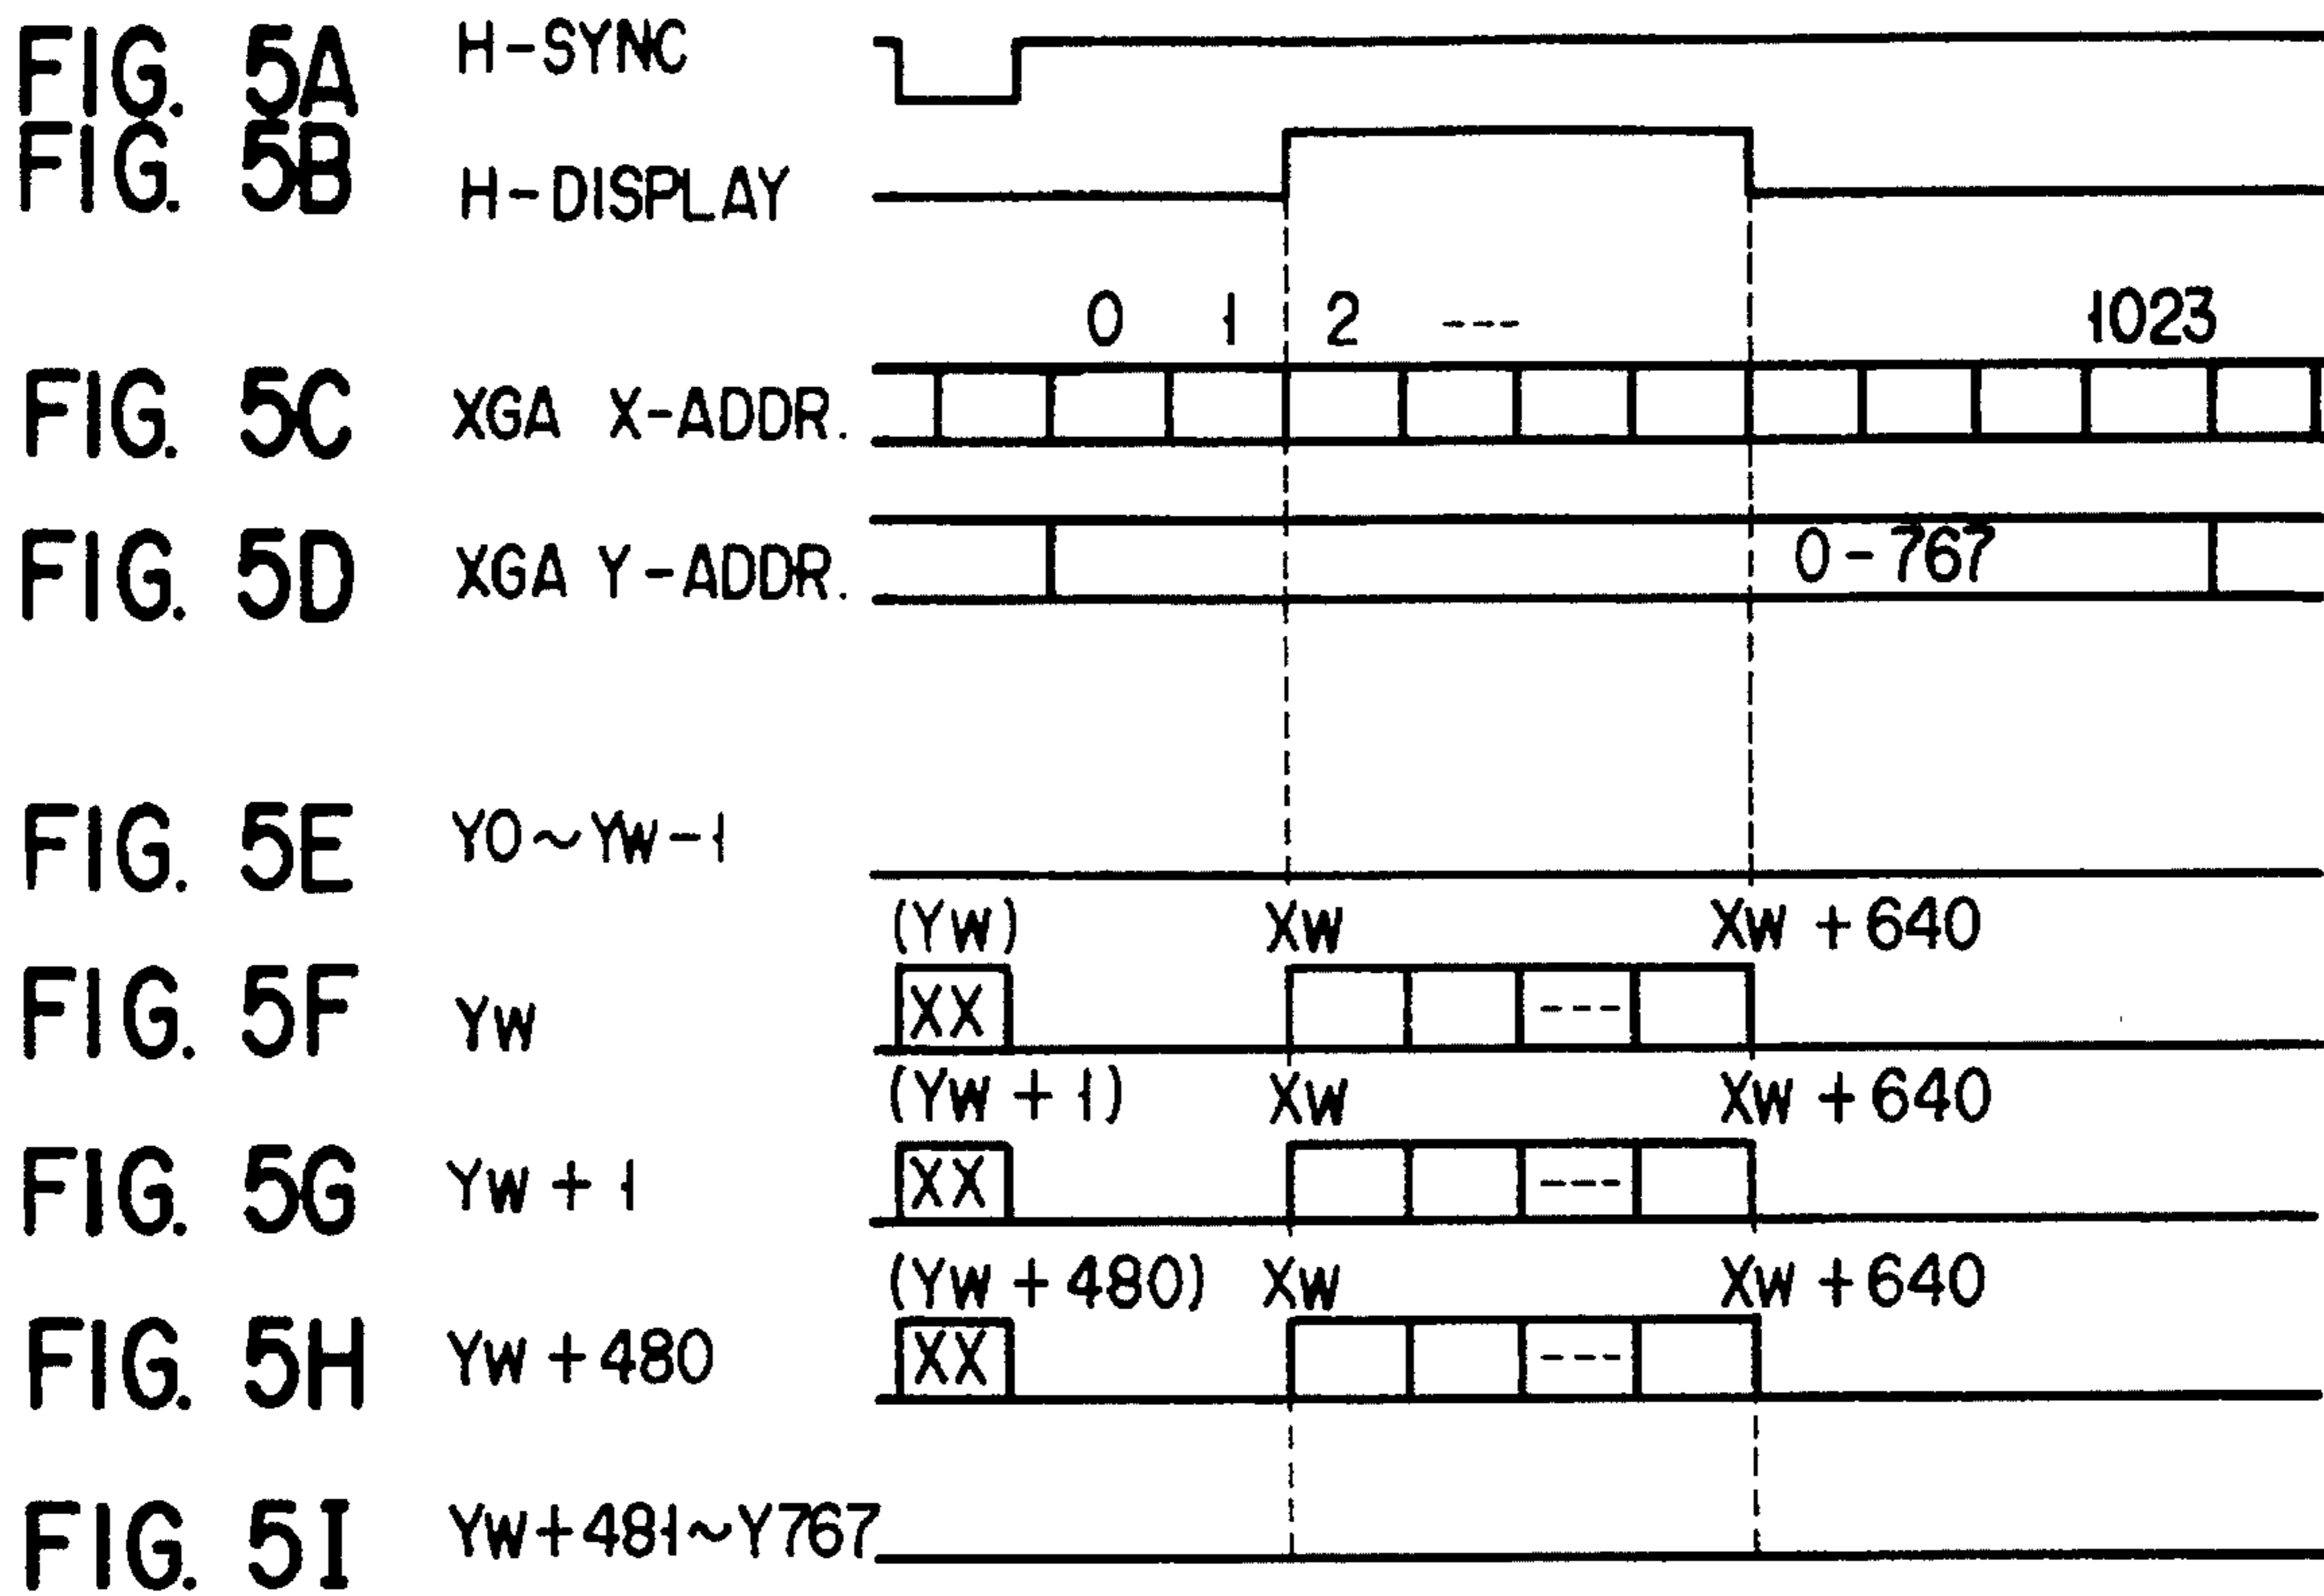 FIG. 5A H-SYNC
FIG. 5B H-DISPLAY
0 1 2 --- 1023
FIG. 5C XGA X-ADDR.
FIG. 5D XGA Y-ADDR. 0-767
FIG. 5E Y0~YW-1
(YW) XW XW+640
FIG. 5F YW XX ---
(YW+1) XW XW+640
FIG. 5G YW+1 XX ---
(YW+480) XW XW+640
FIG. 5H YW+480 XX ---
FIG. 5I YW+481~Y767